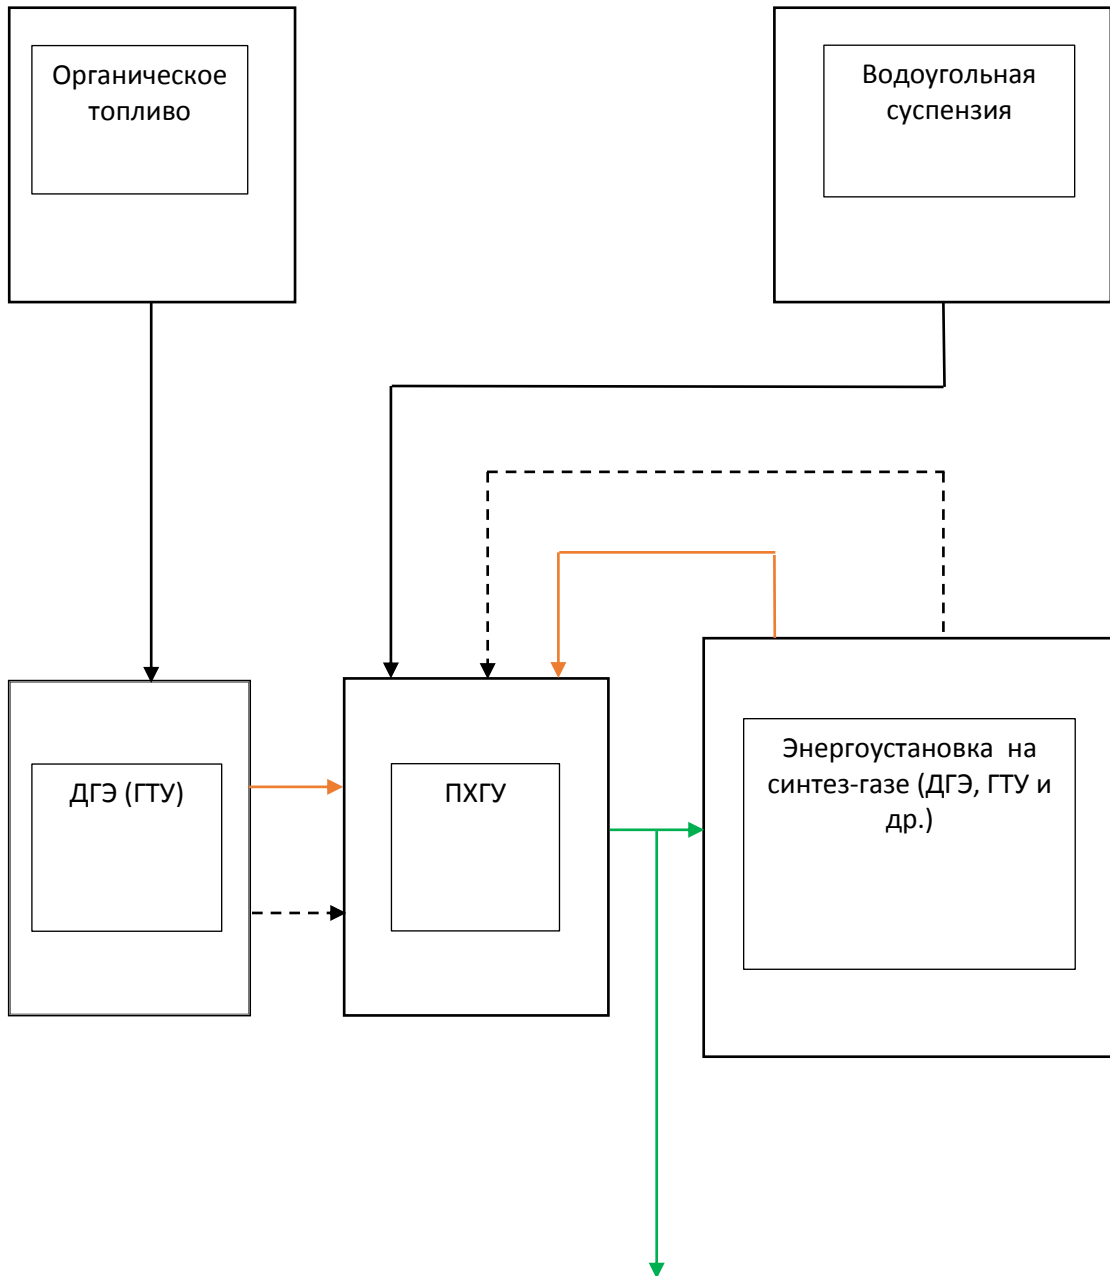 Органическое
топливо
Водоугольная
суспензия
ДГЭ (ГТУ)
ПХГУ
Энергоустановка на
синтез-газе (ДГЭ, ГТУ и
др.)